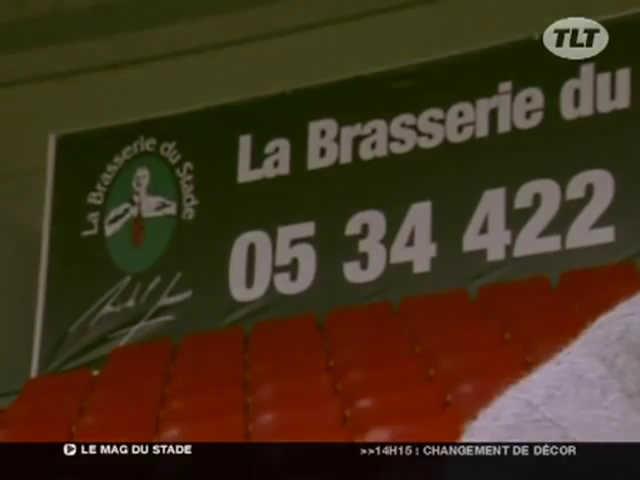 TLT
La Brasserie du
La Brasserie du Stade
05 34 422
LE MAG DU STADE
>>14H15 : CHANGEMENT DE DÉCOR